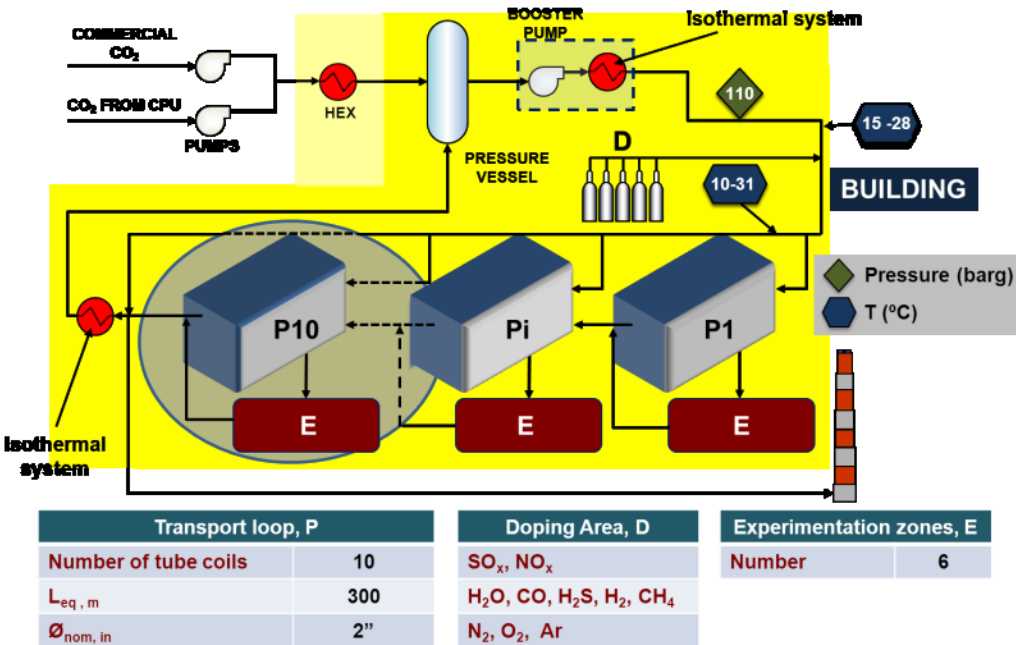 COMMERCIAL
CO₂
CO₂ FROM CPU
PUMPS
HEX
PRESSURE
VESSEL
BOOSTER
PUMP
Isothermal system
110
15 -28
D
10-31
BUILDING
Pressure (barg)
T (ºC)
P10
Pi
P1
E
E
E
Isothermal
system
Transport loop, P
Number of tube coils 10
L eq , m 300
Ø nom, in 2”
Doping Area, D
SOₓ, NOₓ
H₂O, CO, H₂S, H₂, CH₄
N₂, O₂, Ar
Experimentation zones, E
Number 6